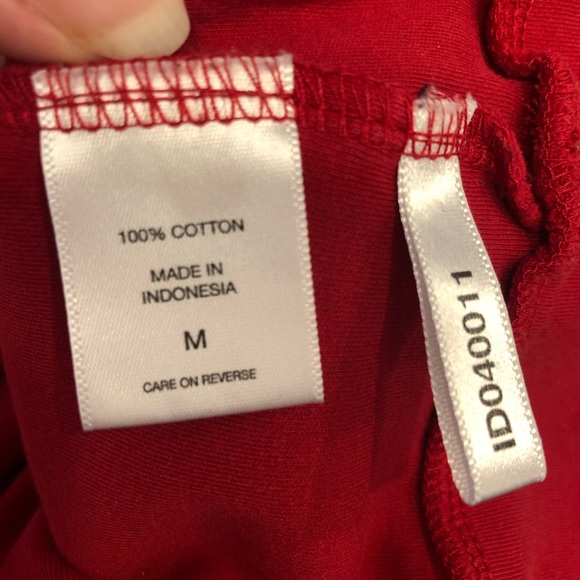 100% COTTON
MADE IN
INDONESIA
M
CARE ON REVERSE
ID040011